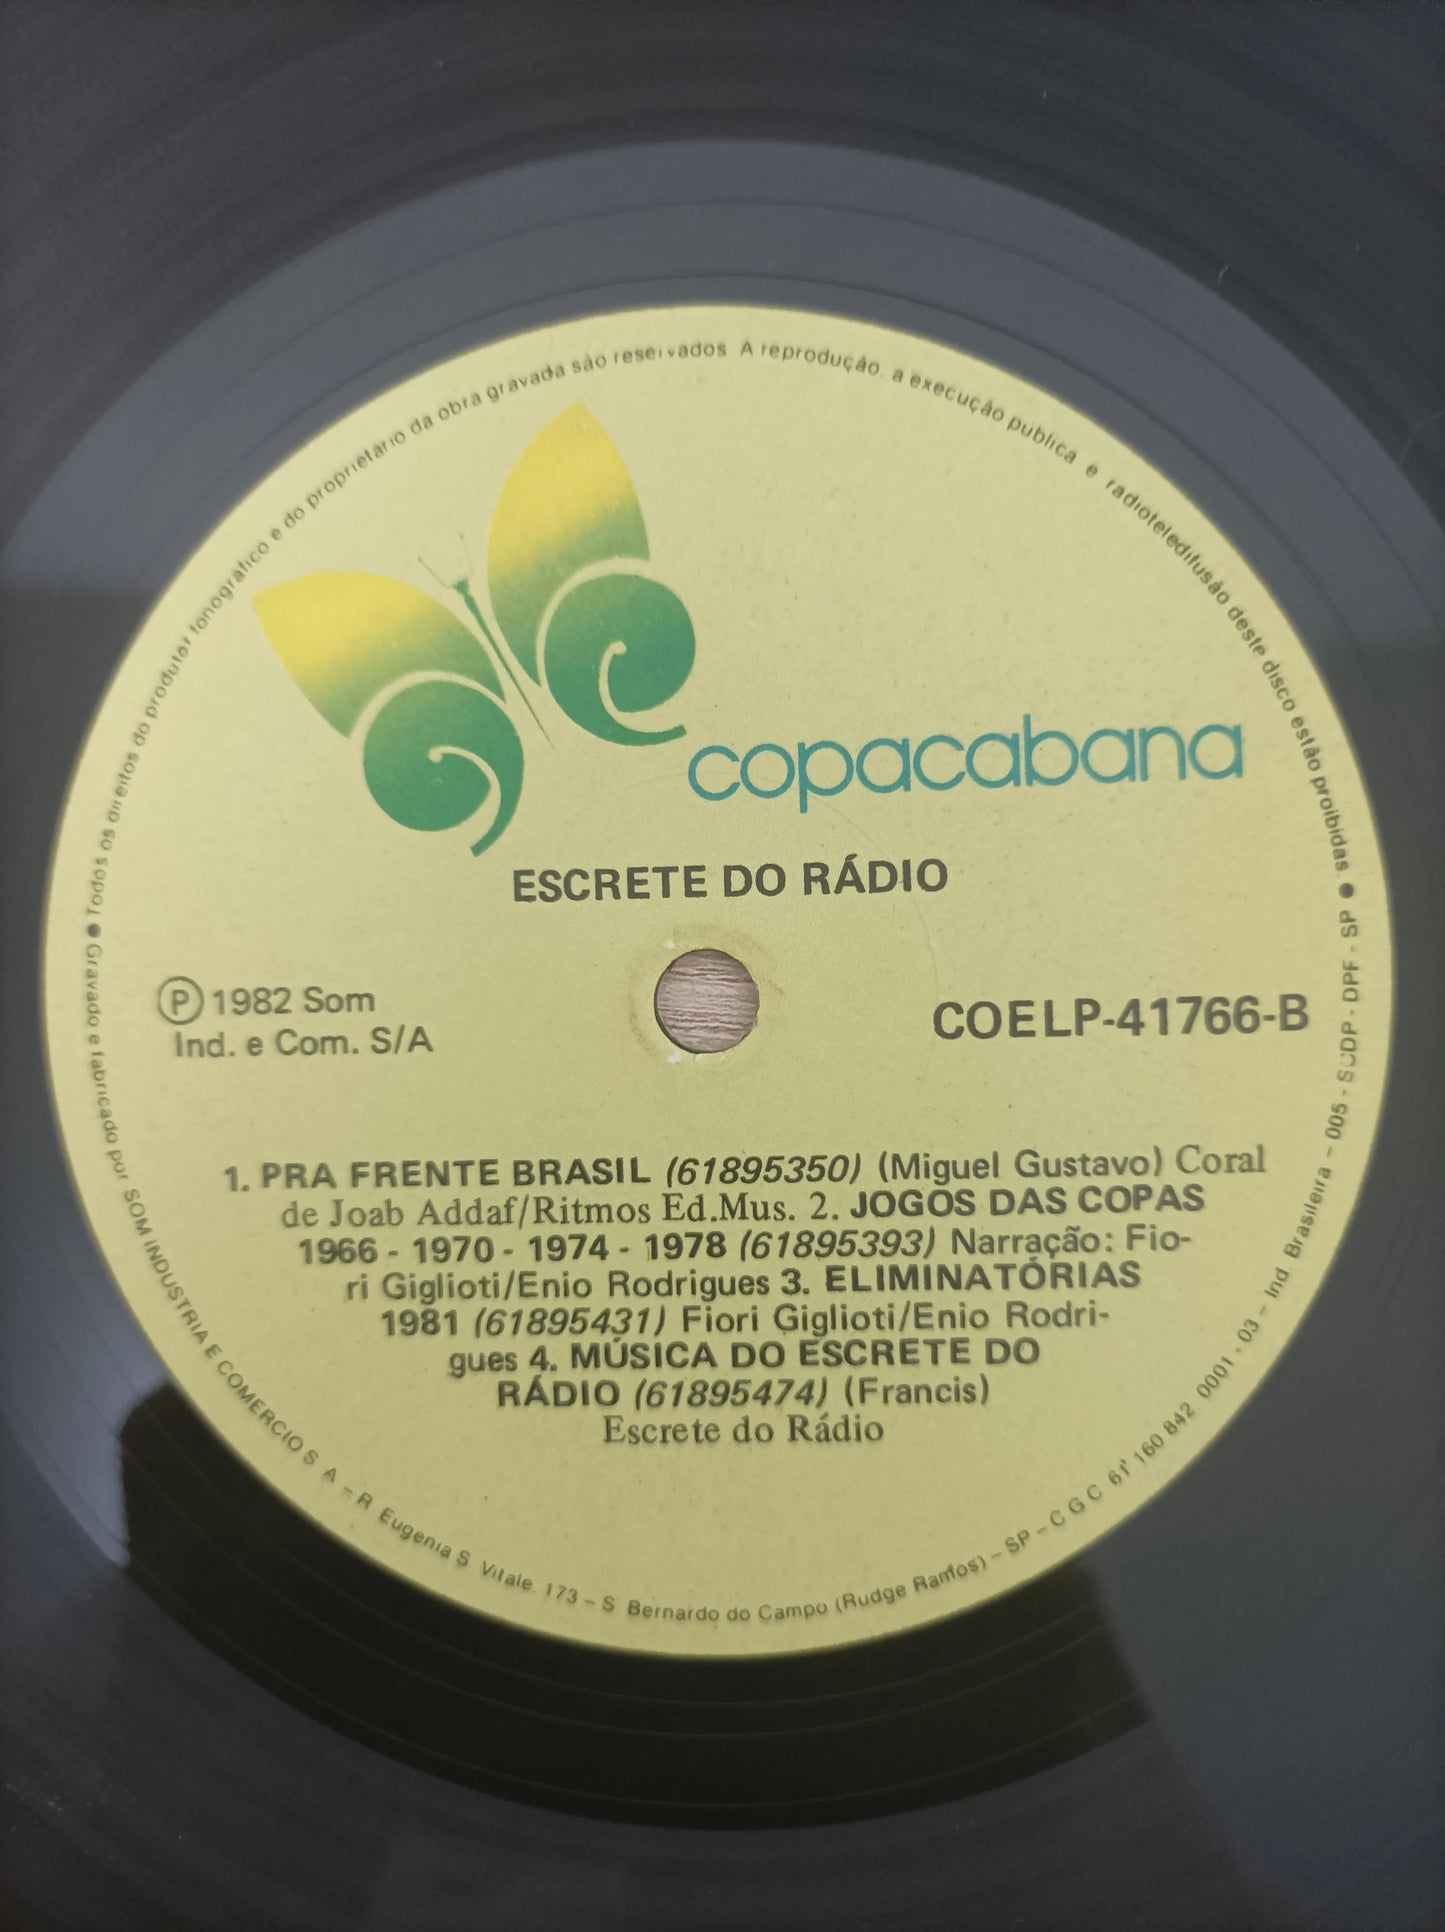 ● Todos os direitos do produtor fonográfico e do proprietário da obra gravada são reservados A reprodução, a execução publica e radioteledifusão deste disco estão proibidas ●
copacabana
ESCRETE DO RÁDIO
℗ 1982 Som
Ind. e Com. S/A
COELP-41766-B
1. PRA FRENTE BRASIL (61895350) (Miguel Gustavo) Coral
de Joab Addaf/Ritmos Ed.Mus. 2. JOGOS DAS COPAS
1966 - 1970 - 1974 - 1978 (61895393) Narração: Fio-
ri Giglioti/Enio Rodrigues 3. ELIMINATÓRIAS
1981 (61895431) Fiori Giglioti/Enio Rodri-
gues 4. MÚSICA DO ESCRETE DO
RÁDIO (61895474) (Francis)
Escrete do Rádio
Gravado e fabricado por SOM INDUSTRIA E COMERCIO S A – R Eugenia S Vitale, 173 – S Bernardo do Campo (Rudge Ramos) – SP – C G C 61 160 842 0001 - 03 – Ind. Brasileira – 005 - SCDP - DPF - SP